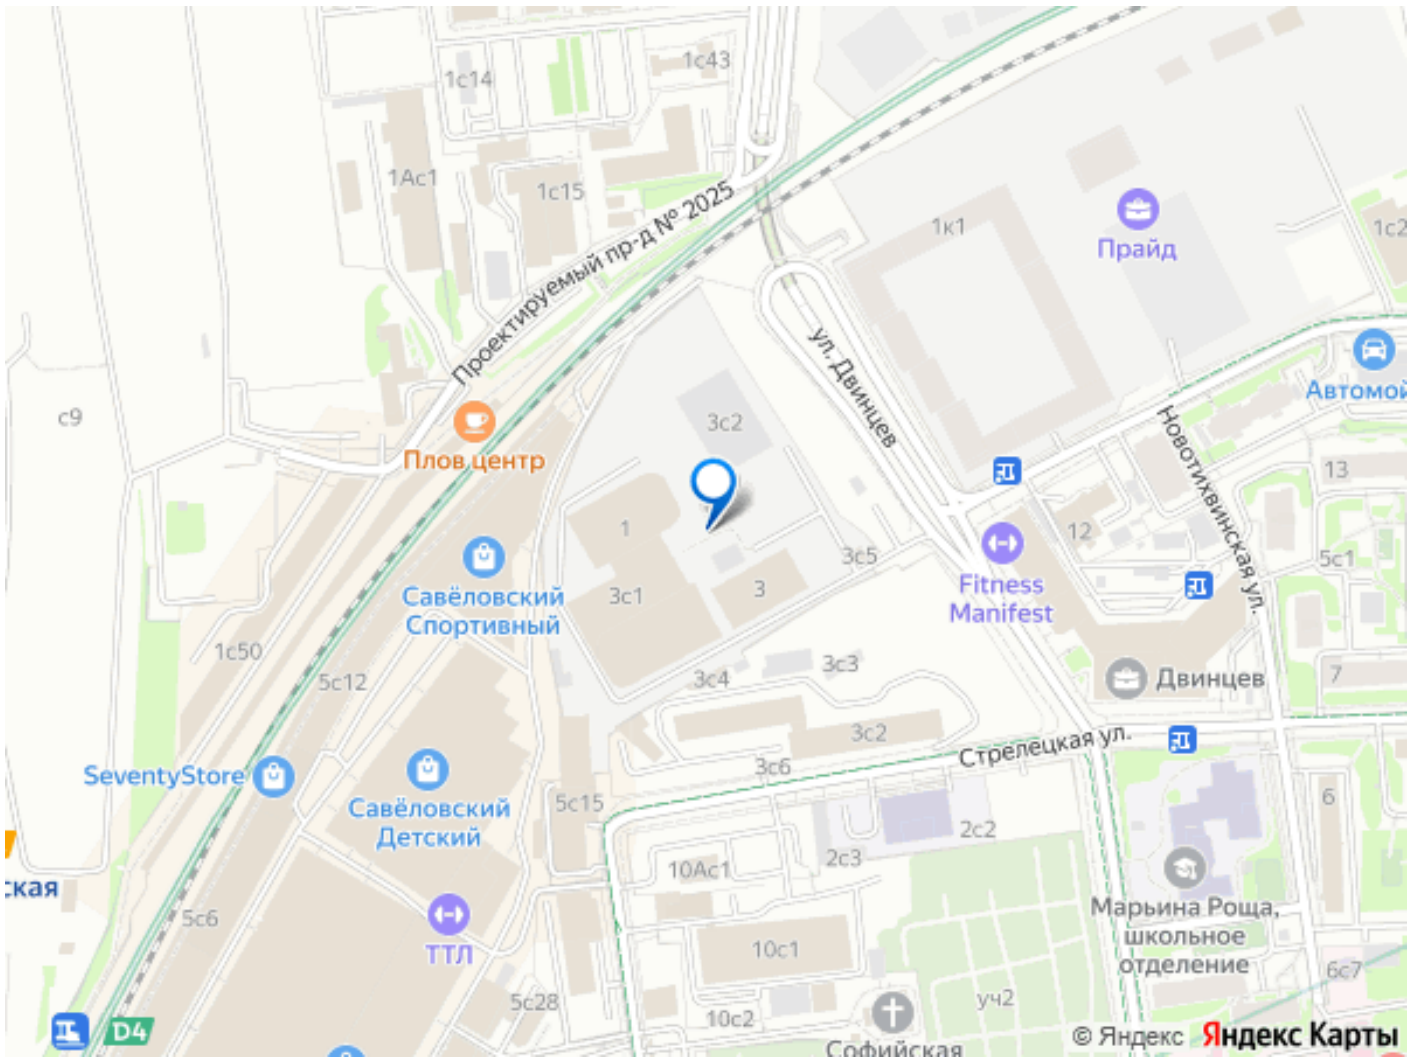 1с43
1с14
1Ас1
1с15
Проектируемый пр-д № 2025
1к1
Прайд
1с2
ул. Двинцев
Автомой
с9
3с2
Плов центр
Новотихвинская ул.
13
1
12
3с5
5с1
Савёловский
Спортивный
3с1
3
Fitness
Manifest
1с50
5с12
3с4
3с3
Двинцев
7
3с2
Стрелецкая ул.
3с6
SeventyStore
Савёловский
Детский
5с15
6
2с2
2с3
10Ас1
ская
5с6
ТТЛ
Марьина Роща,
школьное
отделение
10с1
6с7
5с28
уч2
10с2
D4
Софийская
© Яндекс Яндекс Карты